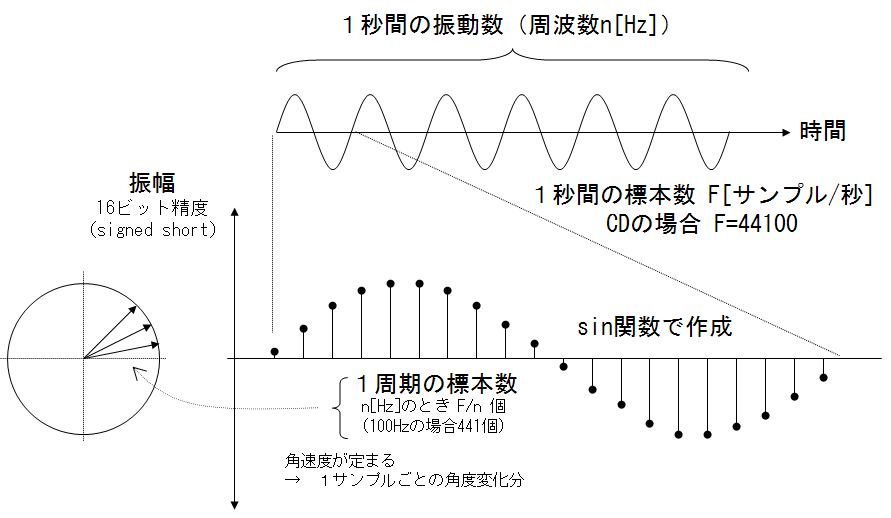 １秒間の振動数（周波数n[Hz]）
時間
１秒間の標本数 F[サンプル/秒]
CDの場合 F=44100
振幅
16ビット精度
(signed short)
sin関数で作成
１周期の標本数
n[Hz]のとき F/n 個
(100Hzの場合441個)
角速度が定まる
→　１サンプルごとの角度変化分